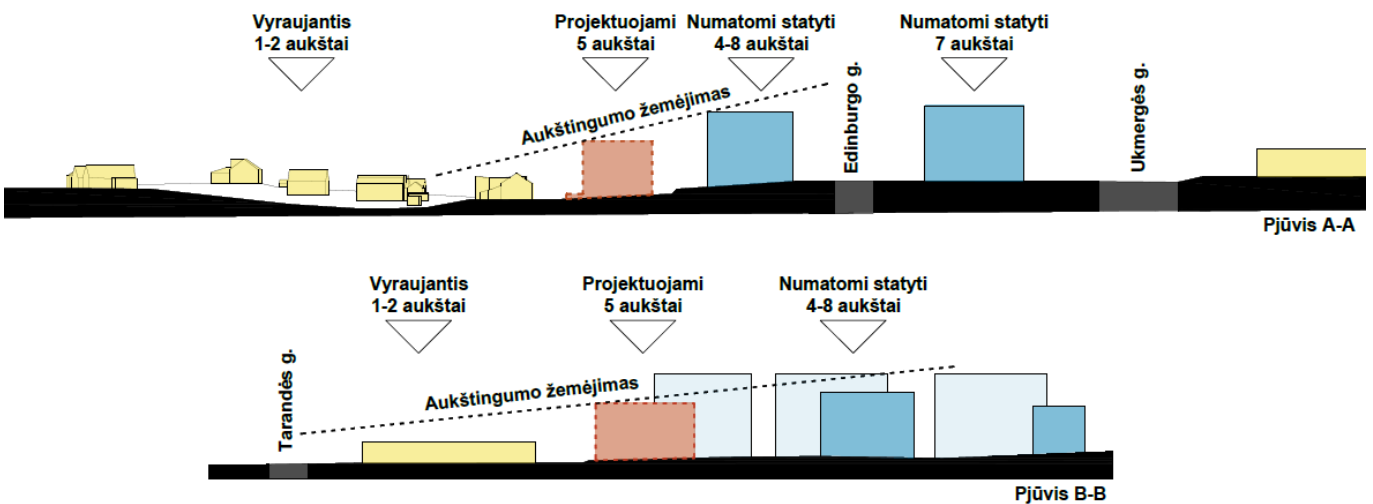 Vyraujantis
1-2 aukštai
Projektuojami
5 aukštai
Numatomi statyti
4-8 aukštai
Numatomi statyti
7 aukštai
Aukštingumo žemėjimas
Edinburgo g.
Ukmergės g.
Pjūvis A-A
Vyraujantis
1-2 aukštai
Projektuojami
5 aukštai
Numatomi statyti
4-8 aukštai
Tarandės g.
Aukštingumo žemėjimas
Pjūvis B-B